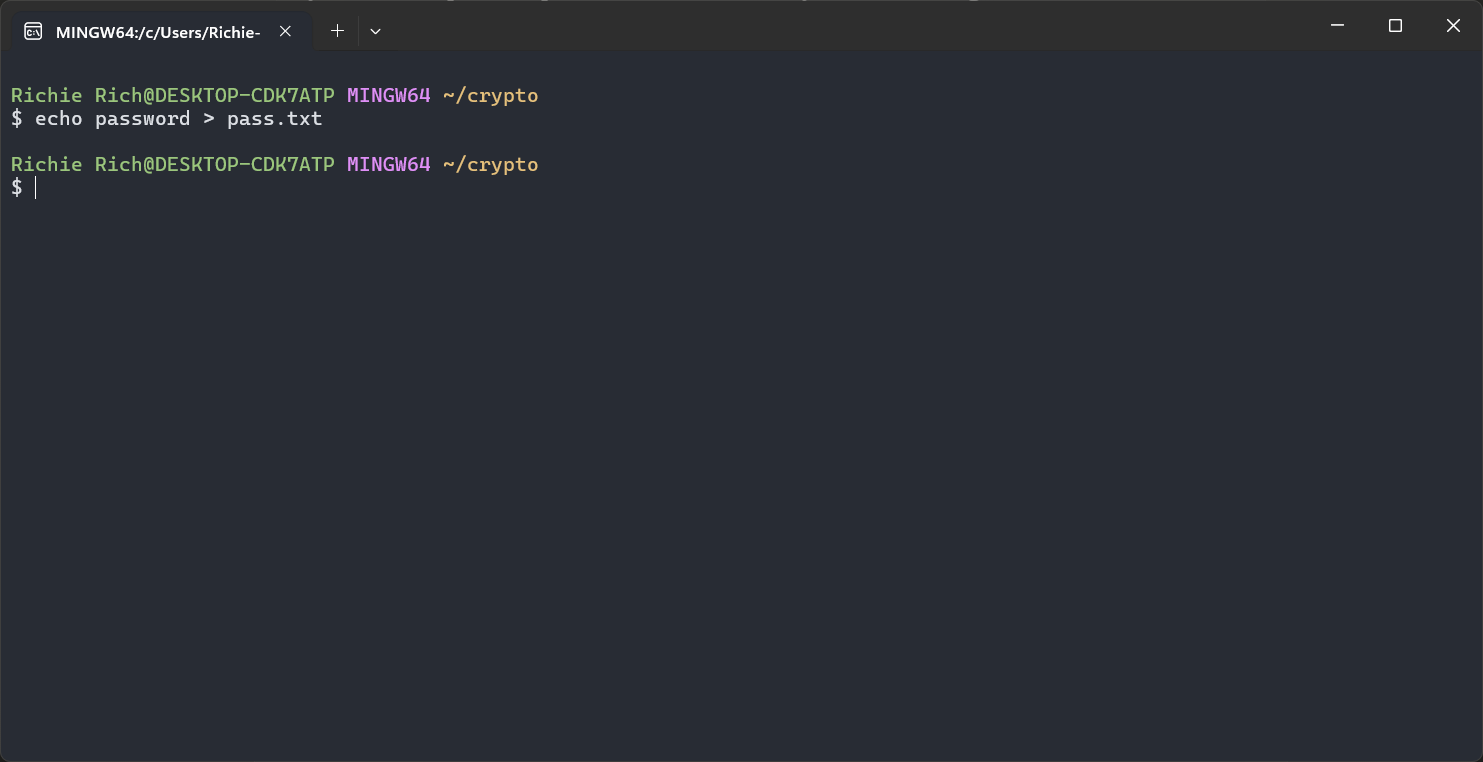 MINGW64:/c/Users/Richie-
Richie Rich@DESKTOP-CDK7ATP MINGW64 ~/crypto
$ echo password > pass.txt
Richie Rich@DESKTOP-CDK7ATP MINGW64 ~/crypto
$